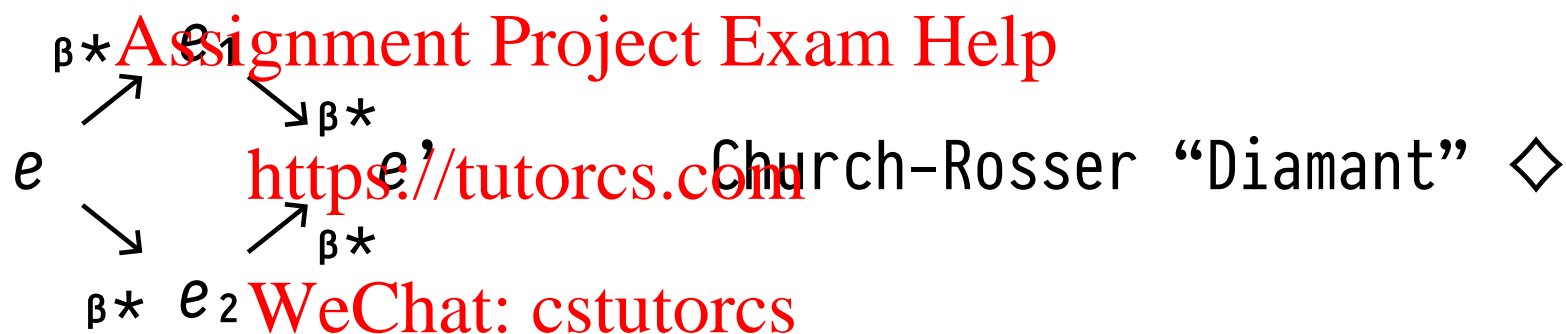 β* e₁ Assignment Project Exam Help
β*
e e' Church-Rosser “Diamant” ◇
https://tutorcs.com
β*
β* e₂ WeChat: cstutorcs